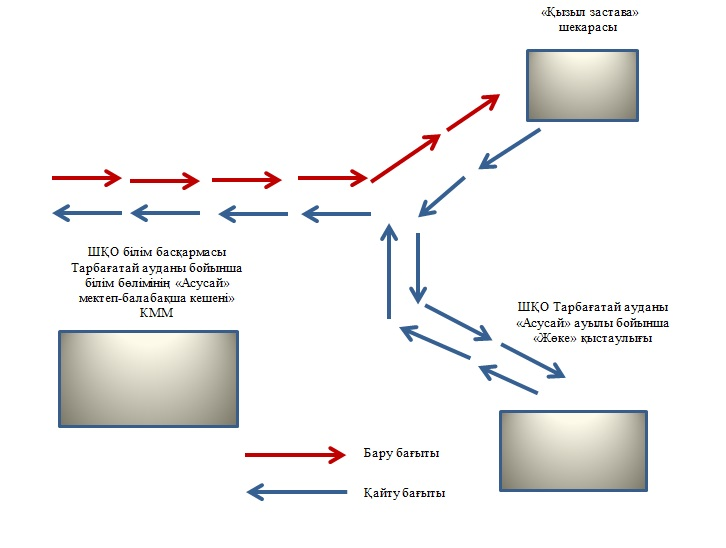 «Қызыл застава»
шекарасы
ШҚО білім басқармасы
Тарбағатай ауданы бойынша
білім бөлімінің «Асусай»
мектеп-балабақша кешені»
КММ
ШҚО Тарбағатай ауданы
«Асусай» ауылы бойынша
«Жөке» қыстаулығы
Бару бағыты
Қайту бағыты